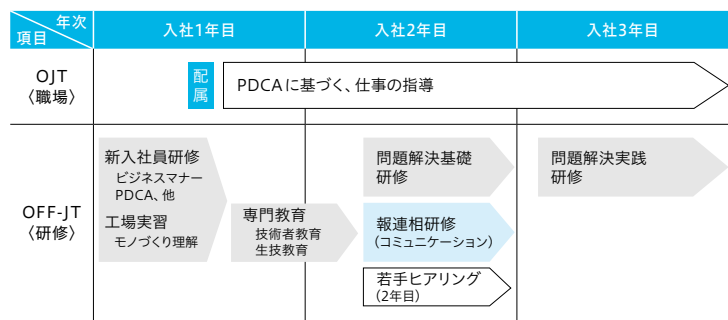 年次
項目
入社1年目
入社2年目
入社3年目
OJT
〈職場〉
配
属
PDCAに基づく、仕事の指導
OFF-JT
〈研修〉
新入社員研修
ビジネスマナー
PDCA、他
工場実習
モノづくり理解
専門教育
技術者教育
生技教育
問題解決基礎
研修
報連相研修
(コミュニケーション)
若手ヒアリング
(2年目)
問題解決実践
研修